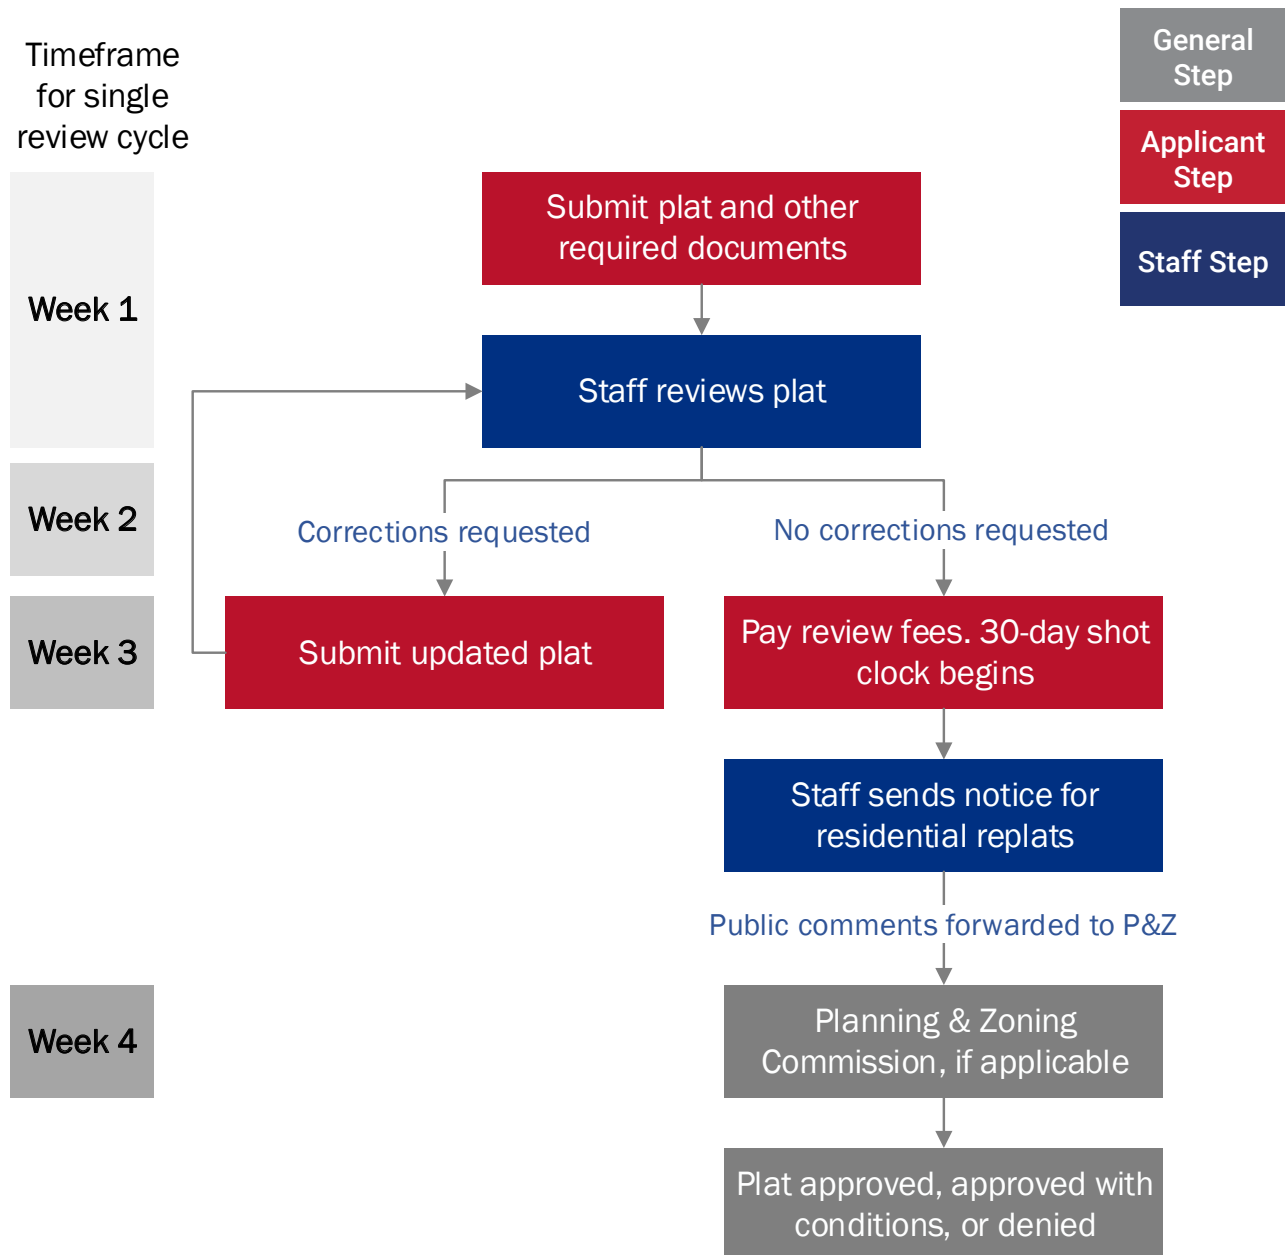 Timeframe
for single
review cycle
General
Step
Applicant
Step
Staff Step
Week 1
Submit plat and other
required documents
Staff reviews plat
Week 2
Corrections requested
No corrections requested
Week 3
Submit updated plat
Pay review fees. 30-day shot
clock begins
Staff sends notice for
residential replats
Public comments forwarded to P&Z
Week 4
Planning & Zoning
Commission, if applicable
Plat approved, approved with
conditions, or denied